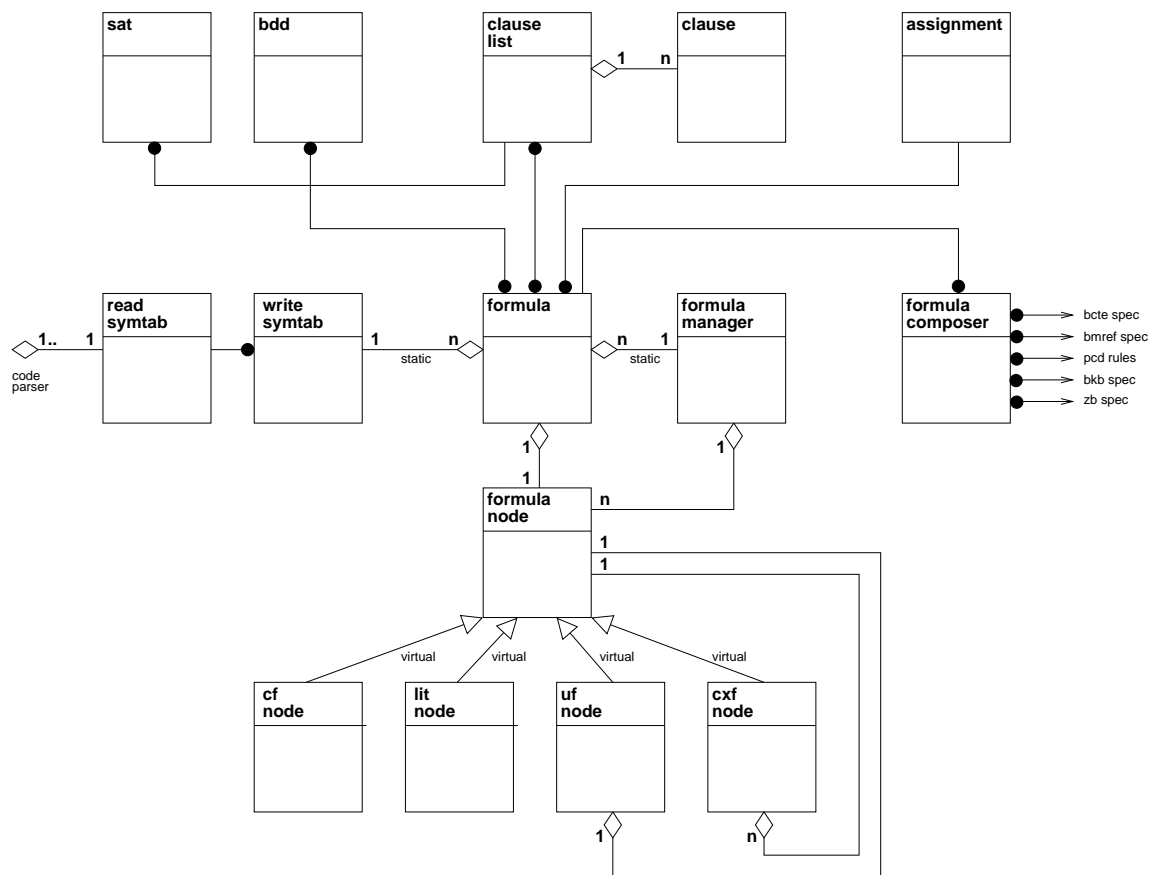 sat
bdd
clause
list
clause
assignment
1
n
read
symtab
write
symtab
formula
formula
manager
formula
composer
bcte spec
bmref spec
pcd rules
bkb spec
zb spec
1..
1
1
n
n
1
static
static
code
parser
1
1
1
formula
node
n
1
1
virtual
virtual
virtual
virtual
cf
node
lit
node
uf
node
cxf
node
1
n